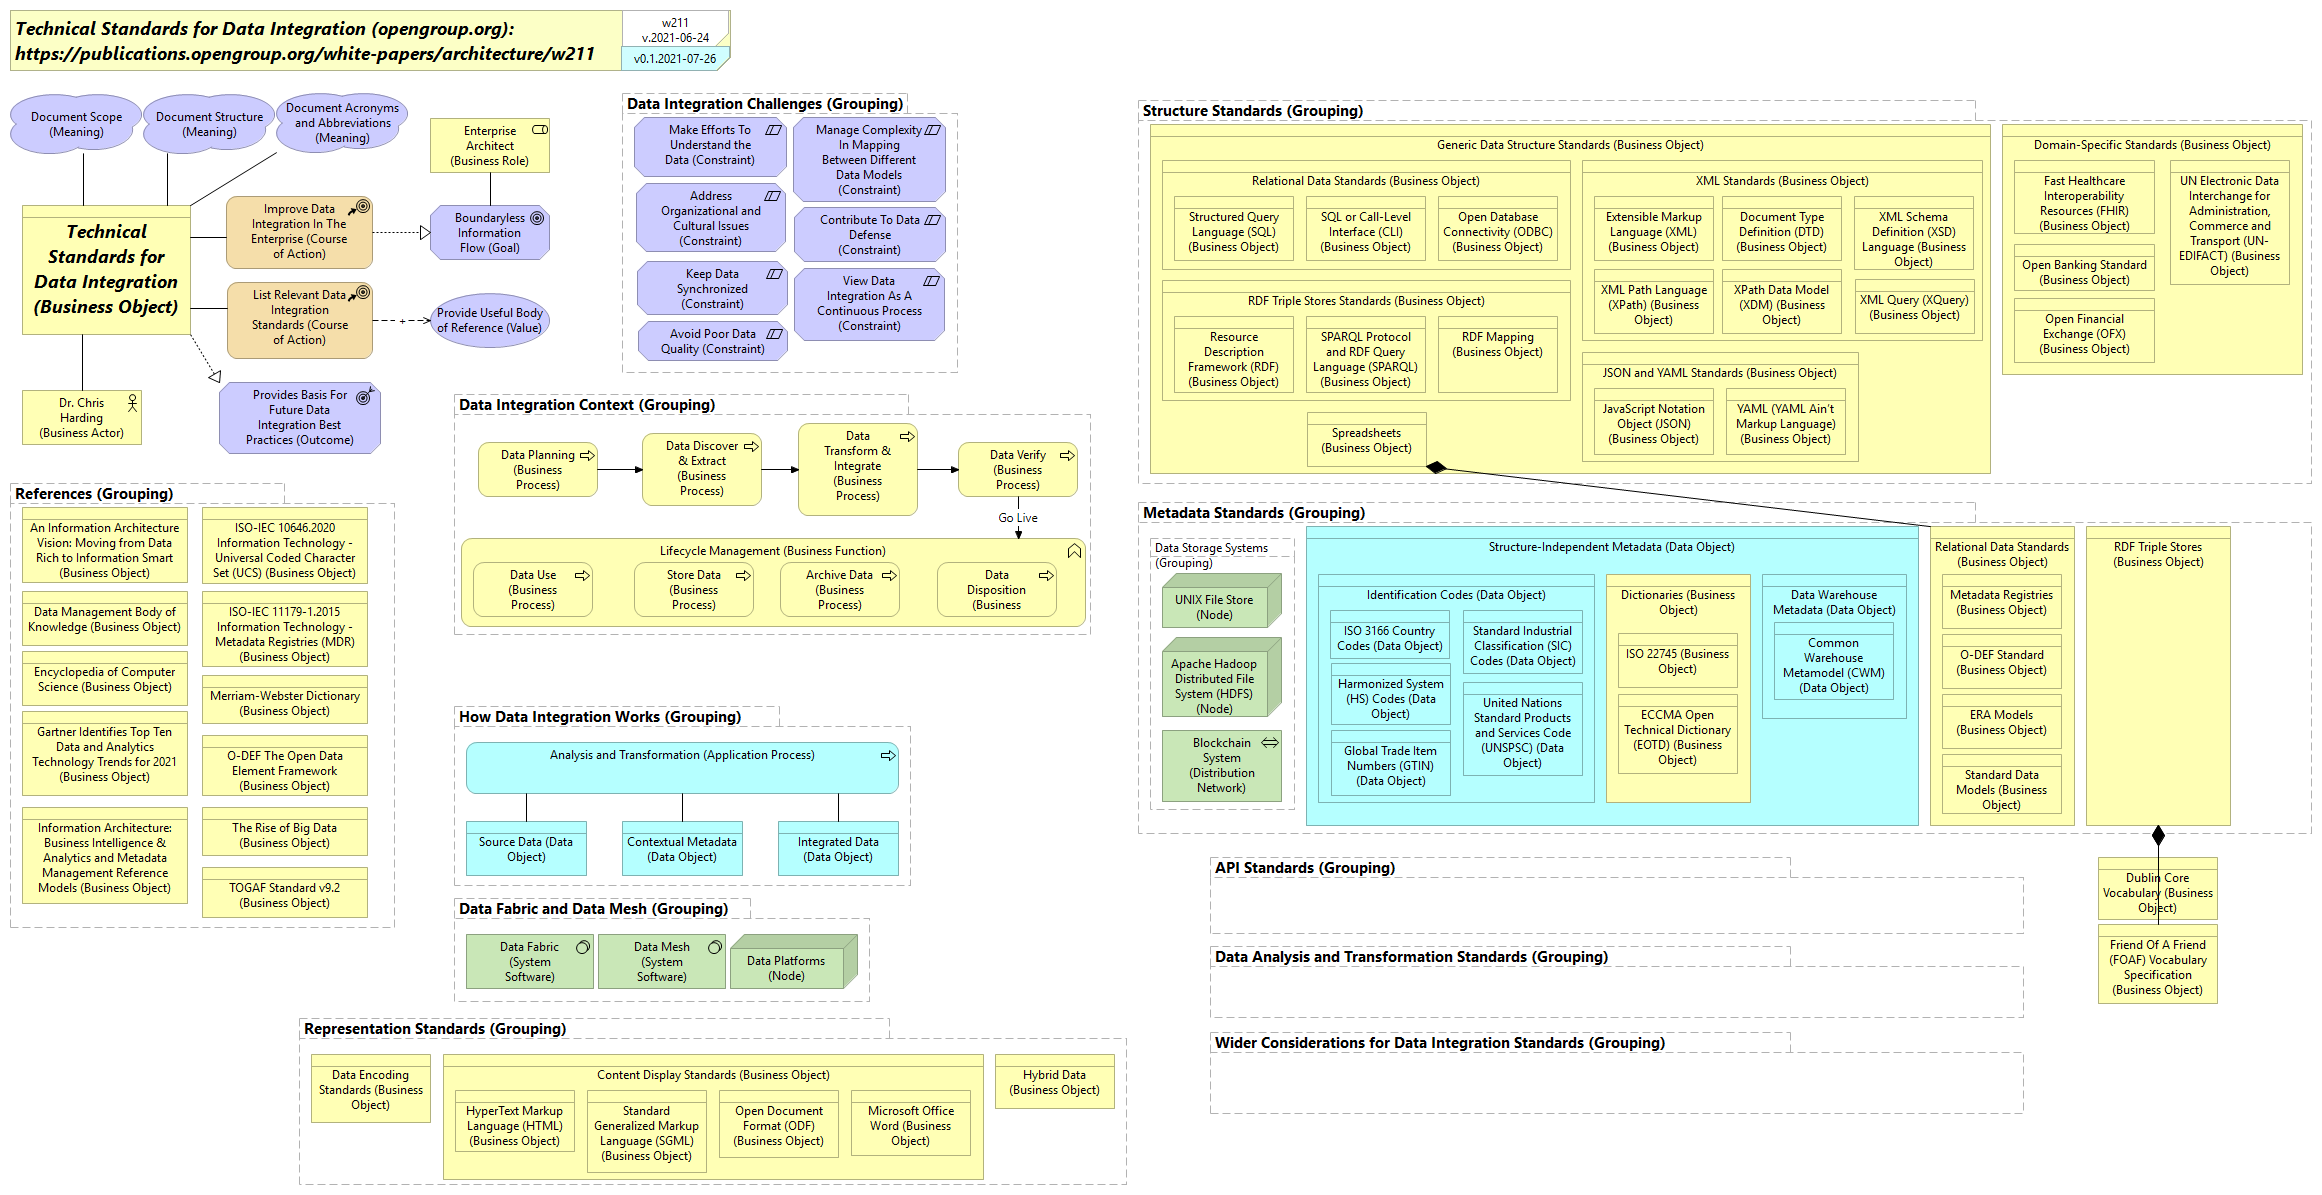 Technical Standards for Data Integration (opengroup.org):
https://publications.opengroup.org/white-papers/architecture/w211
w211
v.2021-06-24
v0.1.2021-07-26
Document Scope
(Meaning)
Document Structure
(Meaning)
Document Acronyms
and Abbreviations
(Meaning)
Enterprise
Architect
(Business Role)
Technical
Standards for
Data Integration
(Business Object)
Improve Data
Integration In The
Enterprise (Course
of Action)
Boundaryless
Information
Flow (Goal)
List Relevant Data
Integration
Standards (Course
of Action)
+
Provide Useful Body
of Reference (Value)
Dr. Chris
Harding
(Business Actor)
Provides Basis For
Future Data
Integration Best
Practices (Outcome)
Data Integration Challenges (Grouping)
Make Efforts To
Understand the
Data (Constraint)
Manage Complexity
In Mapping
Between Different
Data Models
(Constraint)
Address
Organizational and
Cultural Issues
(Constraint)
Contribute To Data
Defense
(Constraint)
Keep Data
Synchronized
(Constraint)
View Data
Integration As A
Continuous Process
(Constraint)
Avoid Poor Data
Quality (Constraint)
Data Integration Context (Grouping)
Data Planning
(Business
Process)
Data Discover
& Extract
(Business
Process)
Data
Transform &
Integrate
(Business
Process)
Data Verify
(Business
Process)
Go Live
Lifecycle Management (Business Function)
Data Use
(Business
Process)
Store Data
(Business
Process)
Archive Data
(Business
Process)
Data
Disposition
(Business
References (Grouping)
An Information Architecture
Vision: Moving from Data
Rich to Information Smart
(Business Object)
ISO-IEC 10646.2020
Information Technology -
Universal Coded Character
Set (UCS) (Business Object)
Data Management Body of
Knowledge (Business Object)
ISO-IEC 11179-1.2015
Information Technology -
Metadata Registries (MDR)
(Business Object)
Encyclopedia of Computer
Science (Business Object)
Merriam-Webster Dictionary
(Business Object)
Gartner Identifies Top Ten
Data and Analytics
Technology Trends for 2021
(Business Object)
O-DEF The Open Data
Element Framework
(Business Object)
Information Architecture:
Business Intelligence &
Analytics and Metadata
Management Reference
Models (Business Object)
The Rise of Big Data
(Business Object)
TOGAF Standard v9.2
(Business Object)
How Data Integration Works (Grouping)
Analysis and Transformation (Application Process)
Source Data (Data
Object)
Contextual Metadata
(Data Object)
Integrated Data
(Data Object)
Data Fabric and Data Mesh (Grouping)
Data Fabric
(System
Software)
Data Mesh
(System
Software)
Data Platforms
(Node)
Representation Standards (Grouping)
Data Encoding
Standards (Business
Object)
Content Display Standards (Business Object)
HyperText Markup
Language (HTML)
(Business Object)
Standard
Generalized Markup
Language (SGML)
(Business Object)
Open Document
Format (ODF)
(Business Object)
Microsoft Office
Word (Business
Object)
Hybrid Data
(Business Object)
Structure Standards (Grouping)
Generic Data Structure Standards (Business Object)
Relational Data Standards (Business Object)
Structured Query
Language (SQL)
(Business Object)
SQL or Call-Level
Interface (CLI)
(Business Object)
Open Database
Connectivity (ODBC)
(Business Object)
XML Standards (Business Object)
Extensible Markup
Language (XML)
(Business Object)
Document Type
Definition (DTD)
(Business Object)
XML Schema
Definition (XSD)
Language (Business
Object)
XML Path Language
(XPath) (Business
Object)
XPath Data Model
(XDM) (Business
Object)
XML Query (XQuery)
(Business Object)
RDF Triple Stores Standards (Business Object)
Resource
Description
Framework (RDF)
(Business Object)
SPARQL Protocol
and RDF Query
Language (SPARQL)
(Business Object)
RDF Mapping
(Business Object)
JSON and YAML Standards (Business Object)
JavaScript Notation
Object (JSON)
(Business Object)
YAML (YAML Ain't
Markup Language)
(Business Object)
Spreadsheets
(Business Object)
Domain-Specific Standards (Business Object)
Fast Healthcare
Interoperability
Resources (FHIR)
(Business Object)
UN Electronic Data
Interchange for
Administration,
Commerce and
Transport (UN-
EDIFACT) (Business
Object)
Open Banking Standard
(Business Object)
Open Financial
Exchange (OFX)
(Business Object)
Metadata Standards (Grouping)
Data Storage Systems
(Grouping)
UNIX File Store
(Node)
Apache Hadoop
Distributed File
System (HDFS)
(Node)
Blockchain
System
(Distribution
Network)
Structure-Independent Metadata (Data Object)
Identification Codes (Data Object)
ISO 3166 Country
Codes (Data Object)
Standard Industrial
Classification (SIC)
Codes (Data Object)
Harmonized System
(HS) Codes (Data
Object)
United Nations
Standard Products
and Services Code
(UNSPSC) (Data
Object)
Global Trade Item
Numbers (GTIN)
(Data Object)
Dictionaries (Business
Object)
ISO 22745 (Business
Object)
ECCMA Open
Technical Dictionary
(EOTD) (Business
Object)
Data Warehouse
Metadata (Data Object)
Common
Warehouse
Metamodel (CWM)
(Data Object)
Relational Data Standards
(Business Object)
Metadata Registries
(Business Object)
O-DEF Standard
(Business Object)
ERA Models
(Business Object)
Standard Data
Models (Business
Object)
RDF Triple Stores
(Business Object)
Dublin Core
Vocabulary (Business
Object)
Friend Of A Friend
(FOAF) Vocabulary
Specification
(Business Object)
API Standards (Grouping)
Data Analysis and Transformation Standards (Grouping)
Wider Considerations for Data Integration Standards (Grouping)